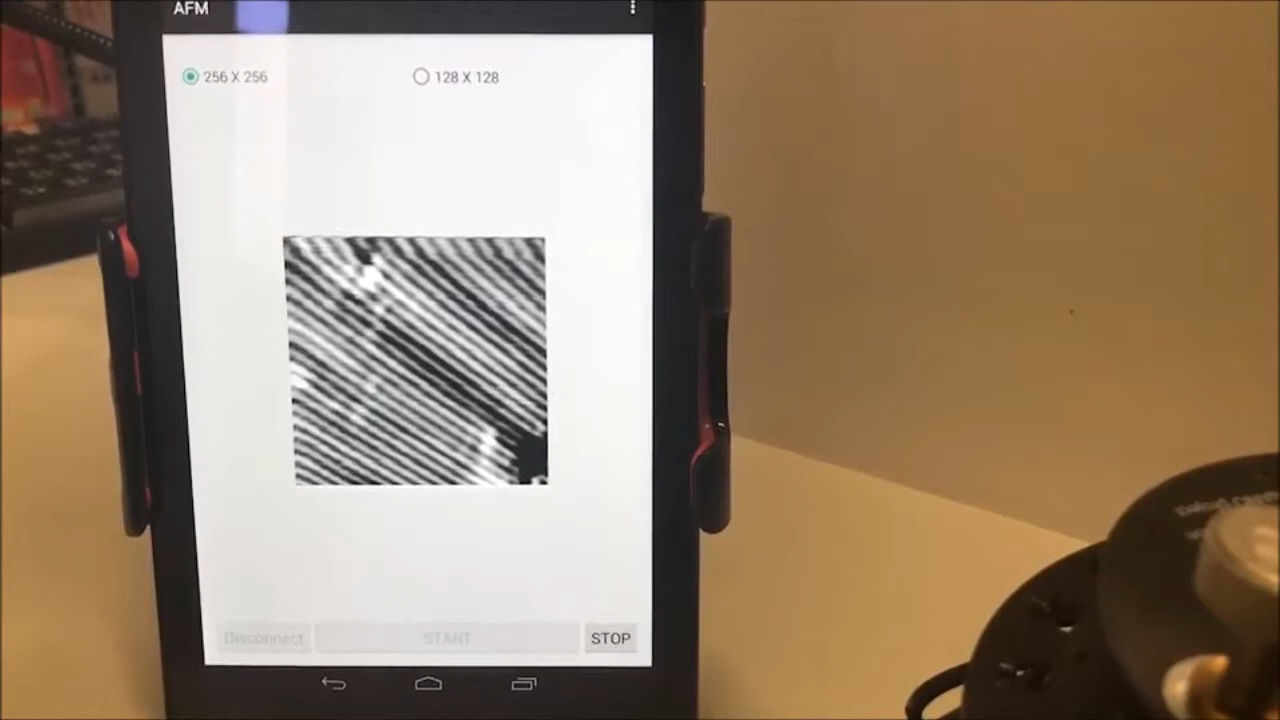 AFM
256 X 256
128 X 128
Disconnect
START
STOP